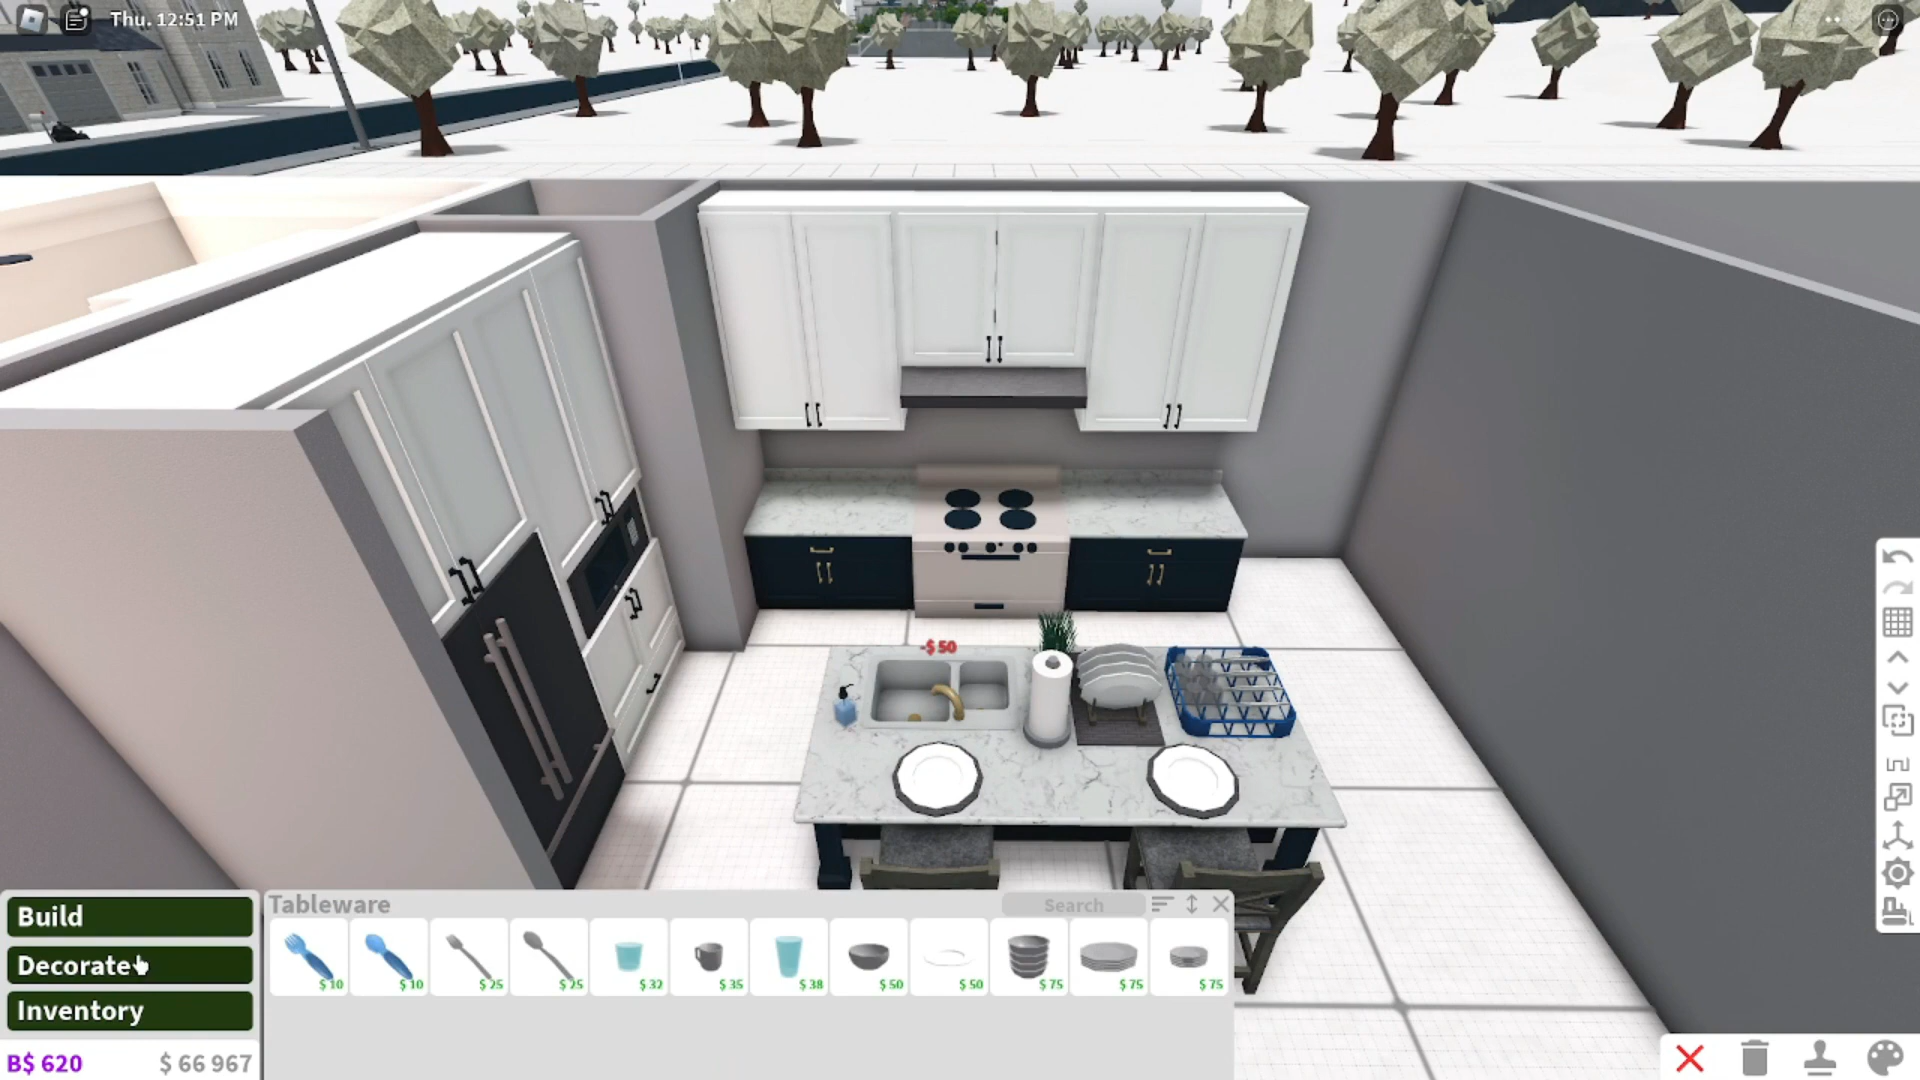 Thu. 12:51 PM
-$ 50
Build
Decorate
Inventory
B$ 620
$ 66 967
Tableware
Search
$ 10
$ 10
$ 25
$ 25
$ 32
$ 35
$ 38
$ 50
$ 50
$ 75
$ 75
$ 75